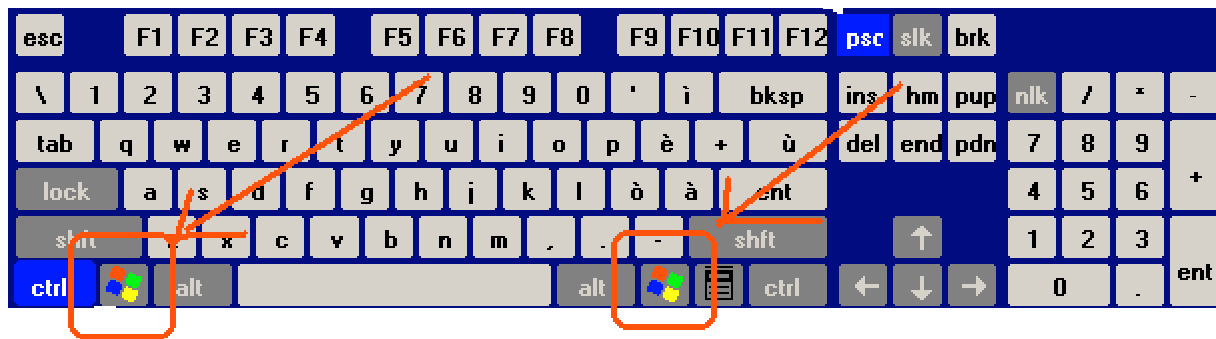 esc F1 F2 F3 F4 F5 F6 F7 F8 F9 F10 F11 F12 psc slk brk
\ 1 2 3 4 5 6 7 8 9 0 ' ì bksp ins hm pup nlk / * -
tab q w e r t y u i o p è + ù del end pdn 7 8 9
lock a s d f g h j k l ò à ent 4 5 6 +
shft z x c v b n m , . - shft ↑ 1 2 3
ctrl alt alt ctrl ← ↓ → 0 . ent